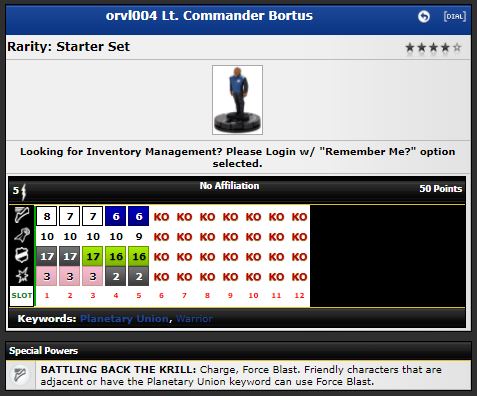 orvl004 Lt. Commander Bortus
[DIAL]
Rarity: Starter Set
Looking for Inventory Management? Please Login w/ "Remember Me?" option
selected.
5 No Affiliation 50 Points
8 7 7 6 6 KO KO KO KO KO KO KO
10 10 10 10 9 KO KO KO KO KO KO KO
17 17 17 16 16 KO KO KO KO KO KO KO
3 3 3 2 2 KO KO KO KO KO KO KO
SLOT 1 2 3 4 5 6 7 8 9 10 11 12
Keywords: Planetary Union, Warrior
Special Powers
BATTLING BACK THE KRILL: Charge, Force Blast. Friendly characters that are
adjacent or have the Planetary Union keyword can use Force Blast.